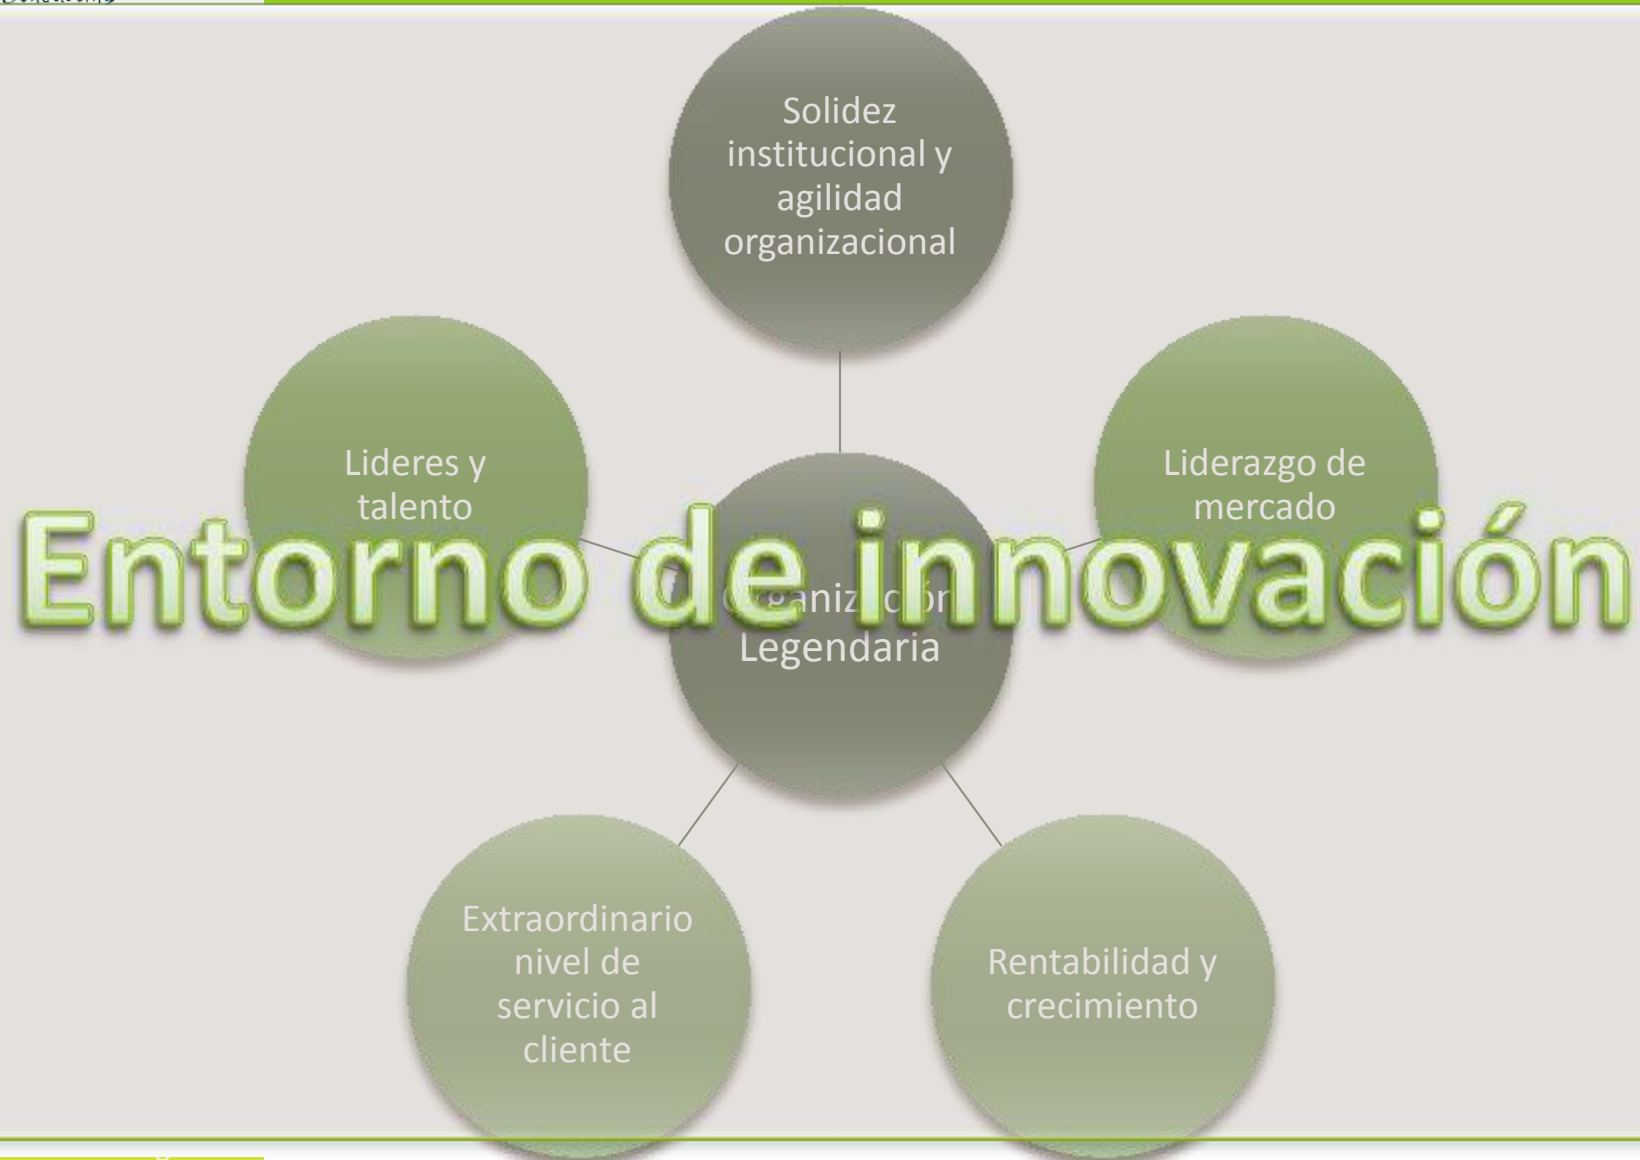 Solidez
institucional y
agilidad
organizacional
Lideres y
talento
Liderazgo de
mercado
Entorno de innovación
Organización
Legendaria
Extraordinario
nivel de
servicio al
cliente
Rentabilidad y
crecimiento